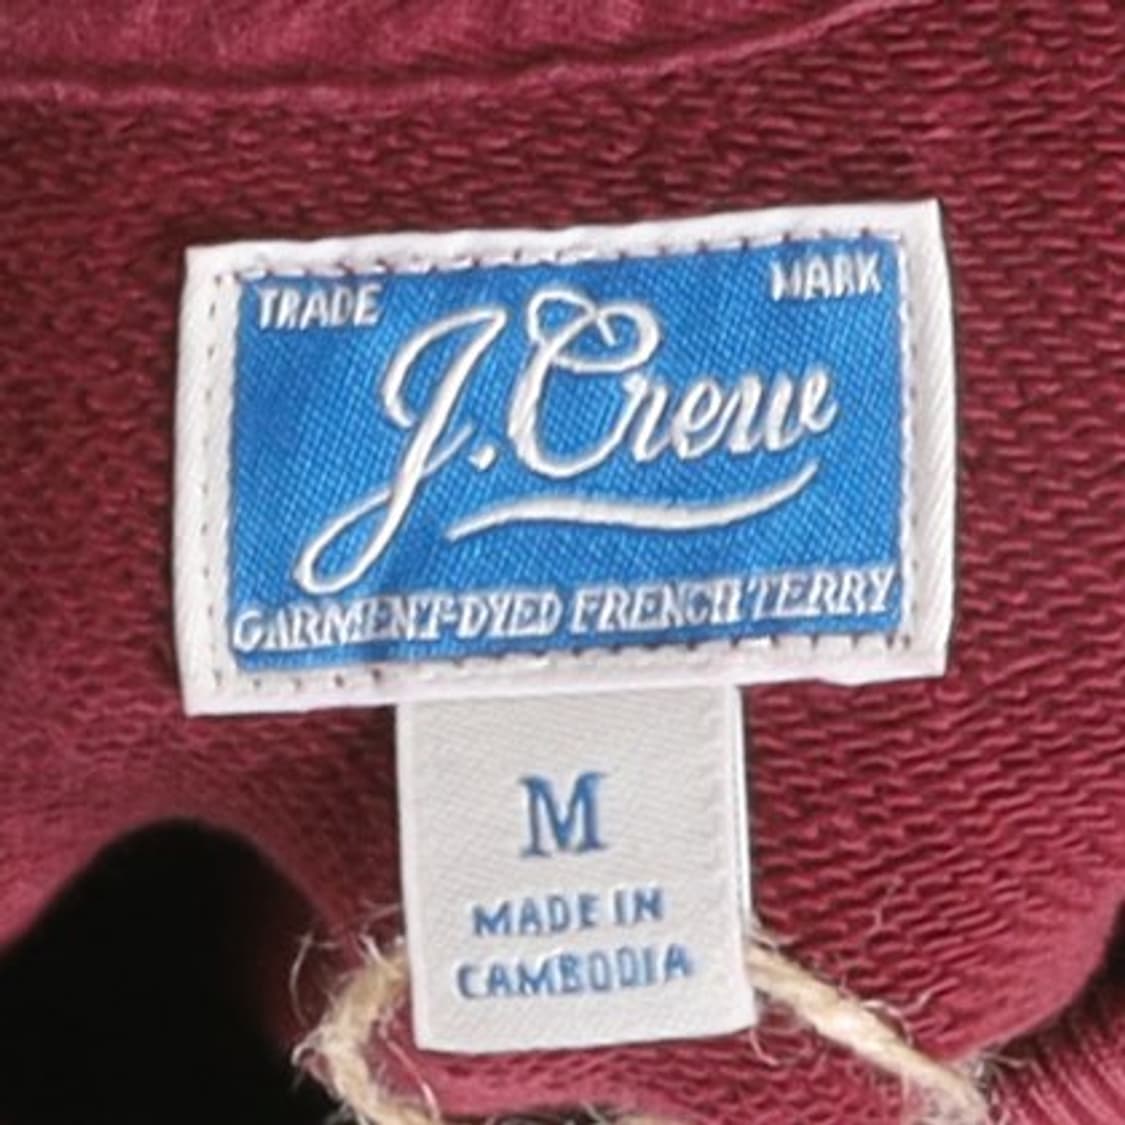 TRADE MARK
J.Crew
GARMENT-DYED FRENCH TERRY
M
MADE IN
CAMBODIA